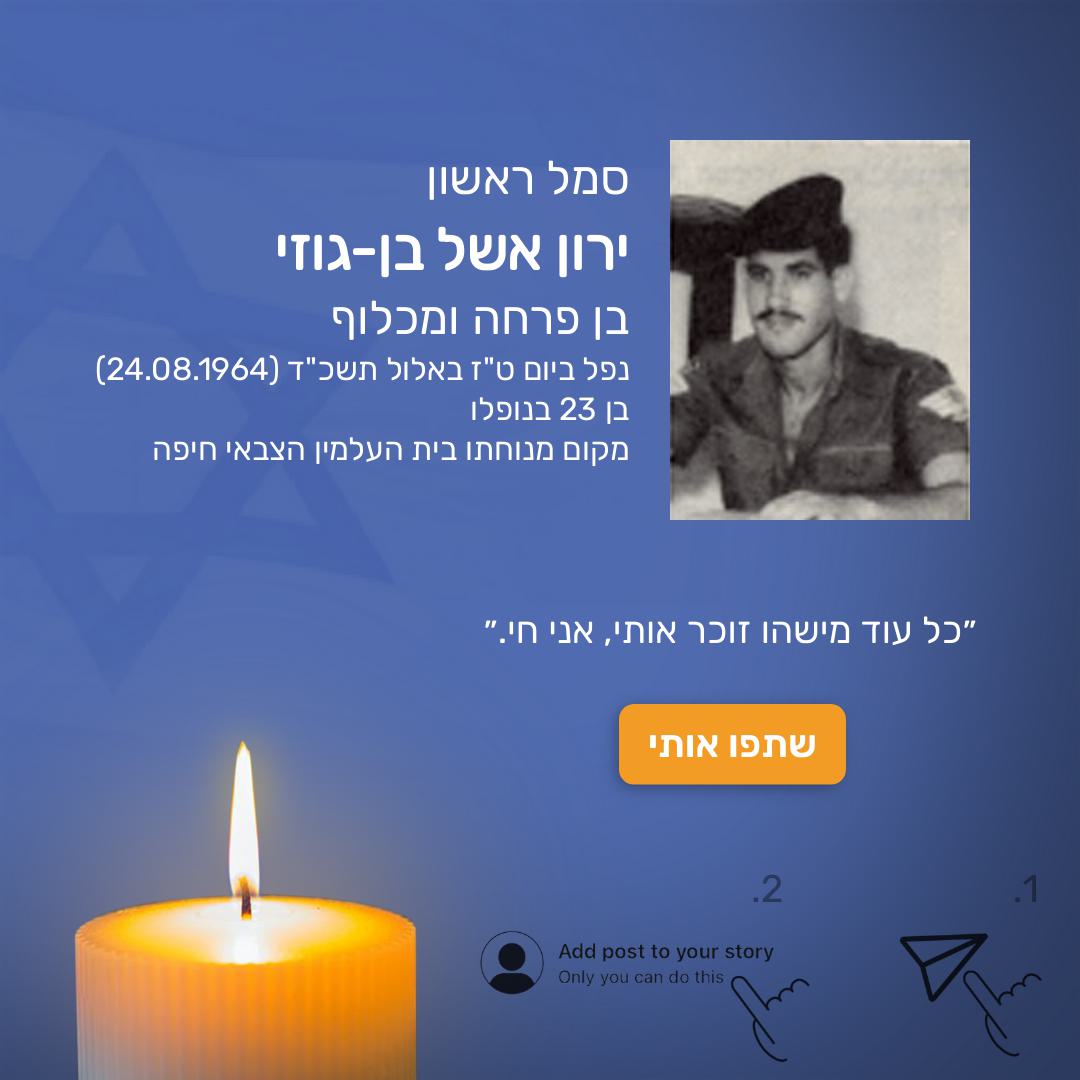 סמל ראשון
ירון אשל בן-גוזי
בן פרחה ומכלוף
נפל ביום ט"ז באלול תשכ"ד (24.08.1964)
בן 23 בנופלו
מקום מנוחתו בית העלמין הצבאי חיפה
״כל עוד מישהו זוכר אותי, אני חי.״
שתפו אותי
1.
2.
Add post to your story
Only you can do this